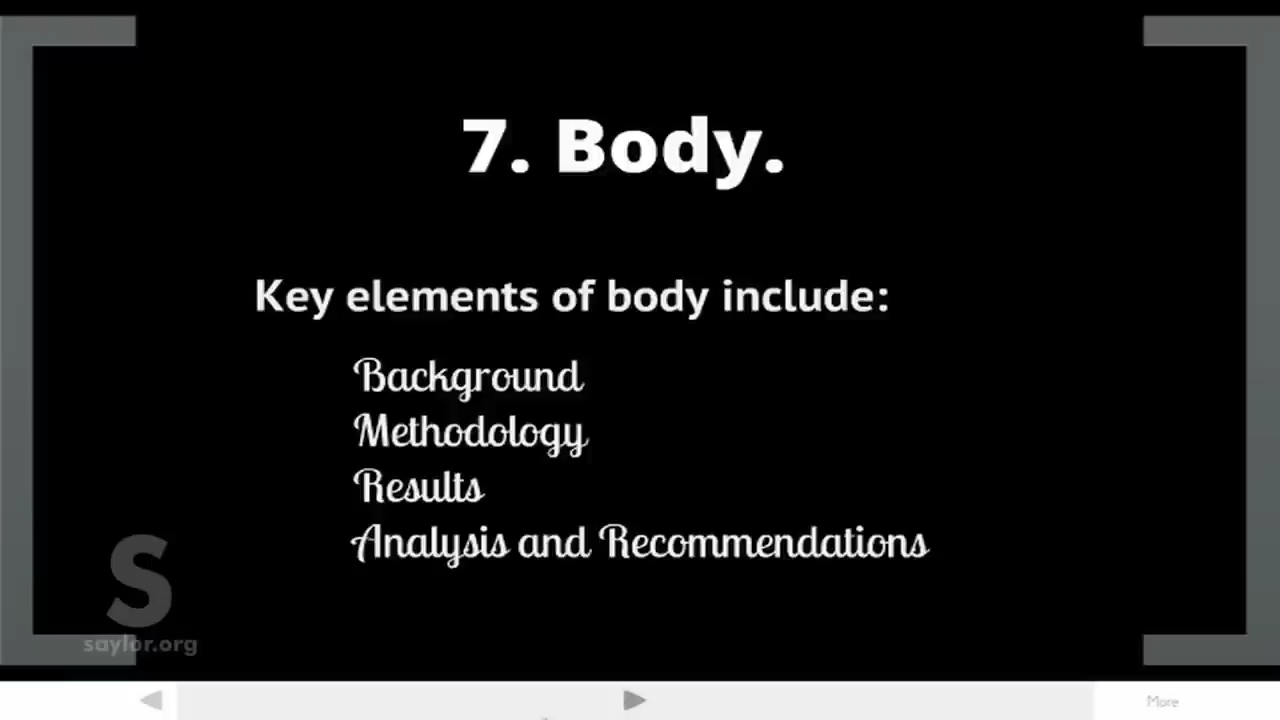 7. Body.
Key elements of body include:
Background
Methodology
Results
Analysis and Recommendations
S
saylor.org
More